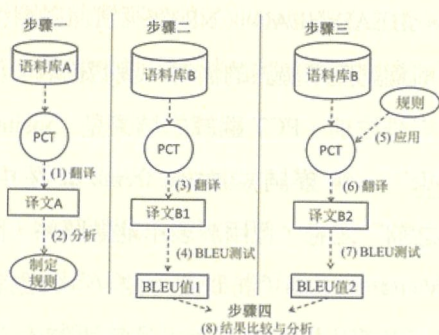 步骤一
步骤二
步骤三
语料库A
语料库B
语料库B
规则
PCT
PCT
PCT
(5) 应用
(1) 翻译
(3) 翻译
(6) 翻译
译文A
译文B1
译文B2
(2) 分析
(4) BLEU测试
(7) BLEU测试
制定
规则
BLEU值1
BLEU值2
步骤四
(8) 结果比较与分析